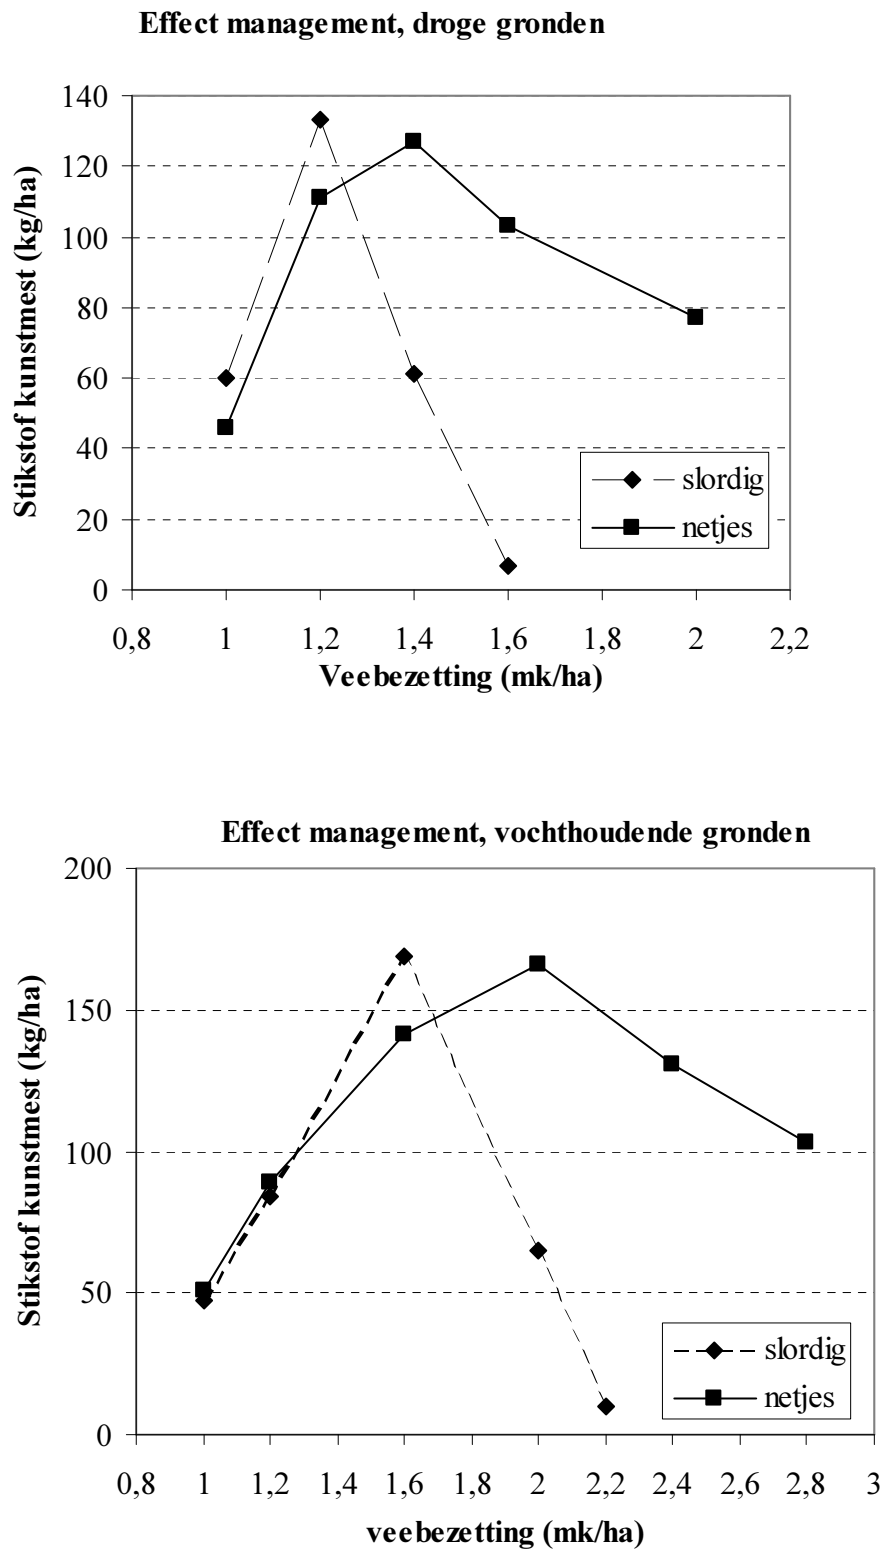 Effect management, droge gronden
140
120
100
80
60
40
20
0
Stikstof kunstmest (kg/ha)
slordig
netjes
0,8 1 1,2 1,4 1,6 1,8 2 2,2
Veebezetting (mk/ha)
Effect management, vochthoudende gronden
200
150
100
50
0
Stikstof kunstmest (kg/ha)
slordig
netjes
0,8 1 1,2 1,4 1,6 2 2,2 2,4 2,6 2,8 3
veebezetting (mk/ha)